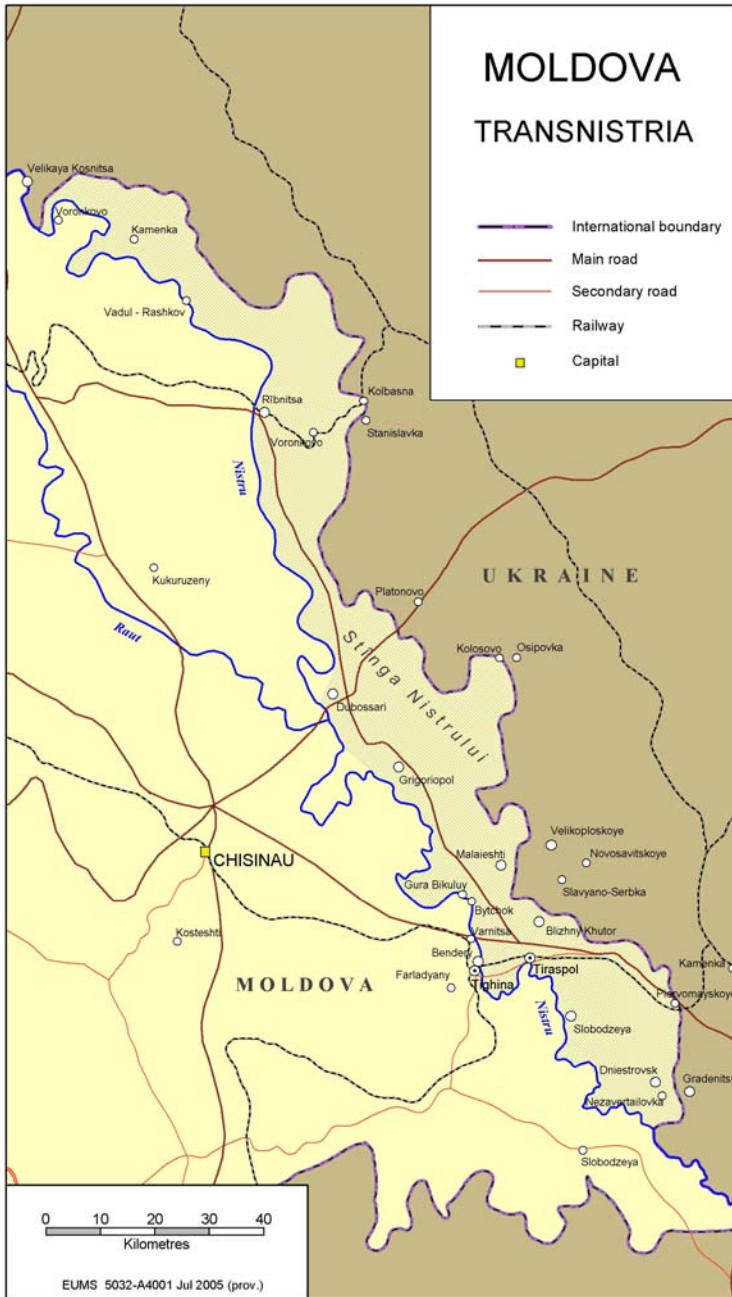 MOLDOVA
TRANSNISTRIA
International boundary
Main road
Secondary road
Railway
Capital
Velikaya Kosnitsa
Voronkovo
Kamenka
Vadul - Rashkov
Rîbnitsa
Kolbasna
Voronkovo
Stanislavka
Nistru
Kukuruzeny
UKRAINE
Platonovo
Raut
Stînga Nistrului
Kolosovo
Osipovka
Dubossari
Grigoriopol
Velikoploskoye
CHISINAU
Malaieshti
Novosavitskoye
Slavyano-Serbka
Gura Bikuluy
Bytchok
Blizhny Khutor
Kosteshti
Varnitsa
Bendery
Tiraspol
Kamenka
MOLDOVA
Farladyany
Tighina
Piervomayskoye
Nistru
Slobodzeya
Dniestrovsk
Gradenits
Nezavertailovka
Slobodzeya
0 10 20 30 40
Kilometres
EUMS 5032-A4001 Jul 2005 (prov.)